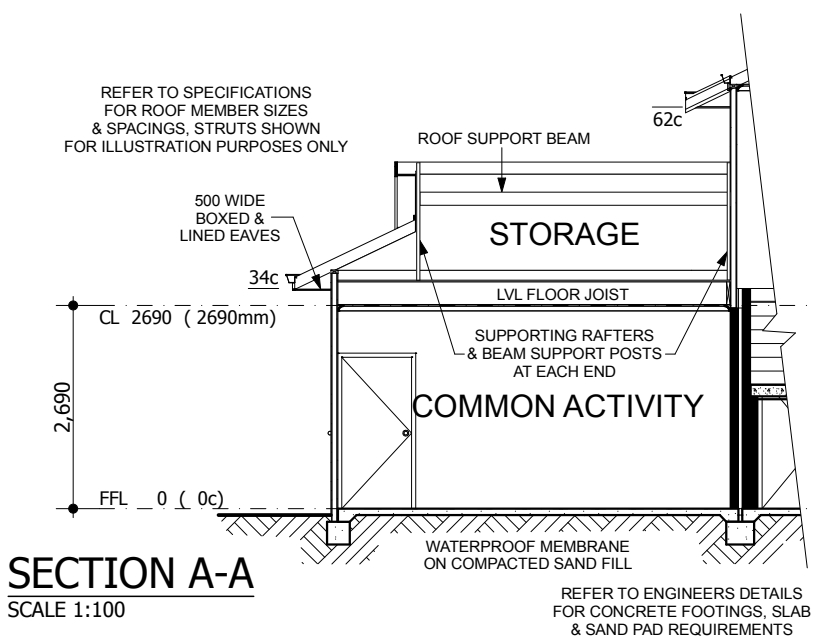 REFER TO SPECIFICATIONS
FOR ROOF MEMBER SIZES
& SPACINGS, STRUTS SHOWN
FOR ILLUSTRATION PURPOSES ONLY
62c
ROOF SUPPORT BEAM
500 WIDE
BOXED &
LINED EAVES
STORAGE
34c
LVL FLOOR JOIST
CL 2690 ( 2690mm)
SUPPORTING RAFTERS
& BEAM SUPPORT POSTS
AT EACH END
2,690
COMMON ACTIVITY
FFL 0 ( 0c)
WATERPROOF MEMBRANE
ON COMPACTED SAND FILL
SECTION A-A
SCALE 1:100
REFER TO ENGINEERS DETAILS
FOR CONCRETE FOOTINGS, SLAB
& SAND PAD REQUIREMENTS